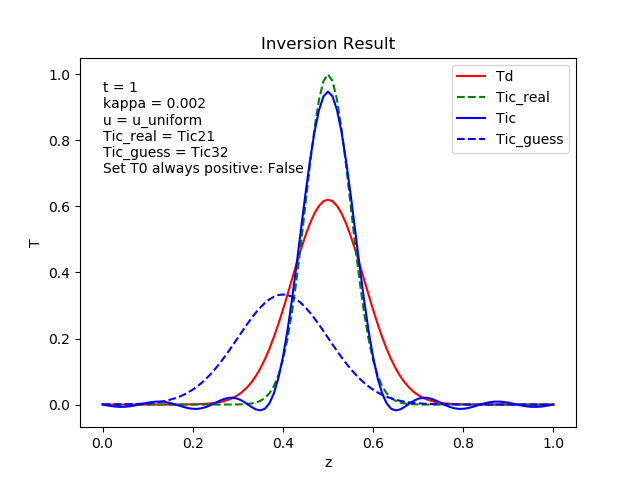 Inversion Result
t = 1
kappa = 0.002
u = u_uniform
Tic_real = Tic21
Tic_guess = Tic32
Set T0 always positive: False
Td
Tic_real
Tic
Tic_guess
T
1.0
0.8
0.6
0.4
0.2
0.0
0.0 0.2 0.4 0.6 0.8 1.0
z